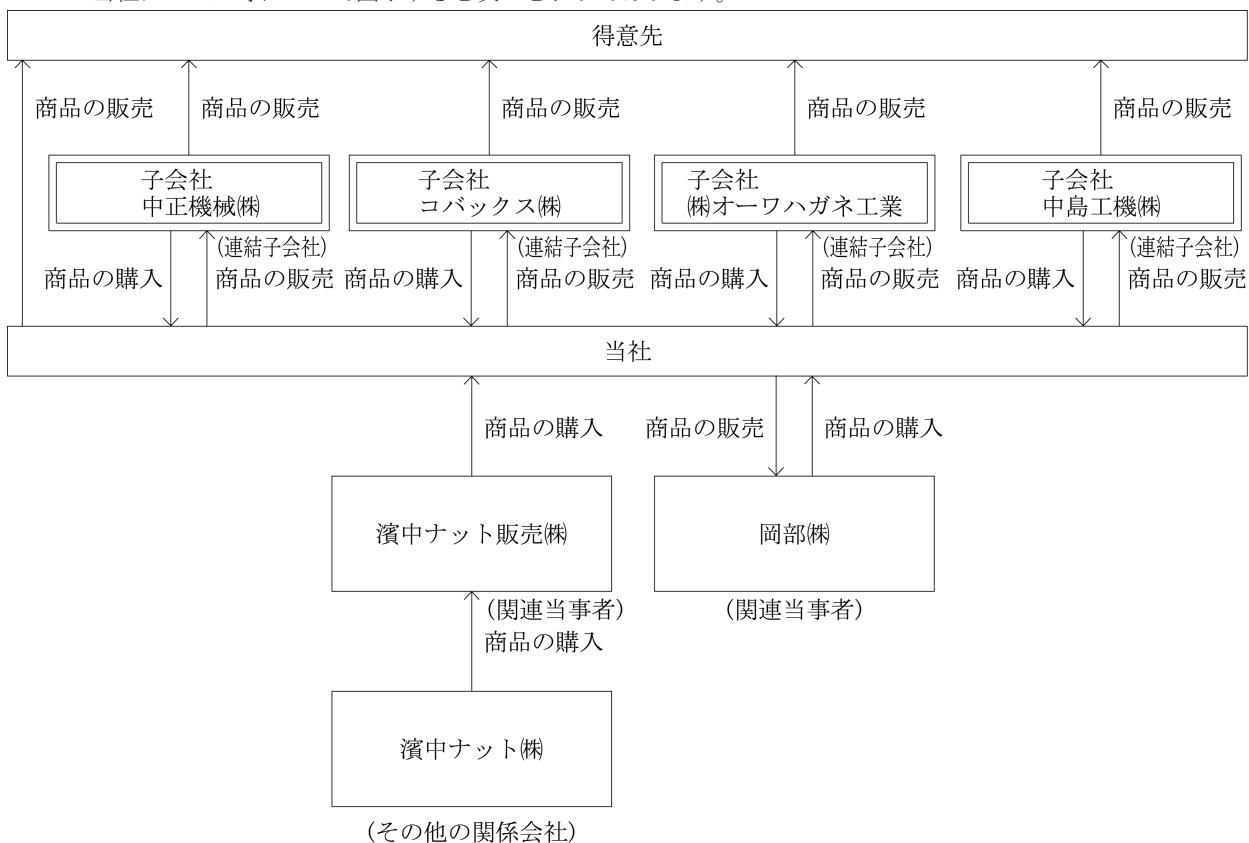 得意先
商品の販売
商品の販売
商品の販売
商品の販売
商品の販売
子会社
中正機械㈱
子会社
コバックス㈱
子会社
㈱オーワハガネ工業
子会社
中島工機㈱
(連結子会社)
(連結子会社)
(連結子会社)
(連結子会社)
商品の購入
商品の販売
商品の購入
商品の販売
商品の購入
商品の販売
商品の購入
商品の販売
当社
商品の購入
商品の販売
商品の購入
濱中ナット販売㈱
岡部㈱
(関連当事者)
(関連当事者)
商品の購入
濱中ナット㈱
(その他の関係会社)